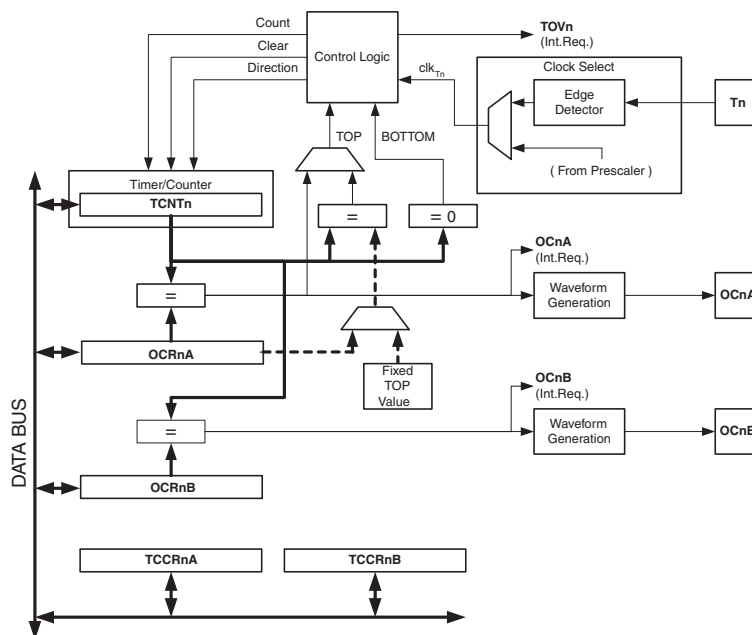 Count
Clear
Direction
Control Logic
TOVn
(Int.Req.)
clkTn
Clock Select
Edge
Detector
Tn
( From Prescaler )
TOP
BOTTOM
Timer/Counter
TCNTn
=
= 0
OCnA
(Int.Req.)
=
Waveform
Generation
OCnA
OCRnA
Fixed
TOP
Value
OCnB
(Int.Req.)
=
Waveform
Generation
OCnB
OCRnB
DATA BUS
TCCRnA
TCCRnB